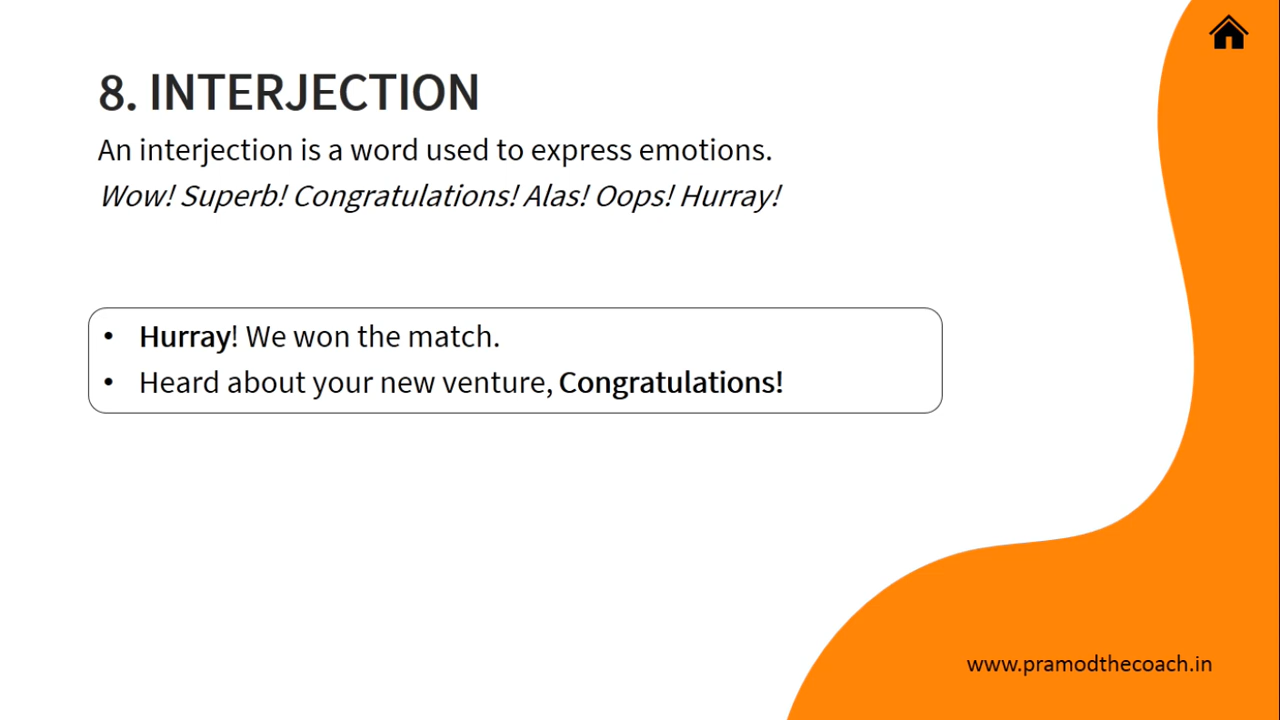 8. INTERJECTION
An interjection is a word used to express emotions.
Wow! Superb! Congratulations! Alas! Oops! Hurray!
• Hurray! We won the match.
• Heard about your new venture, Congratulations!
www.pramodthecoach.in